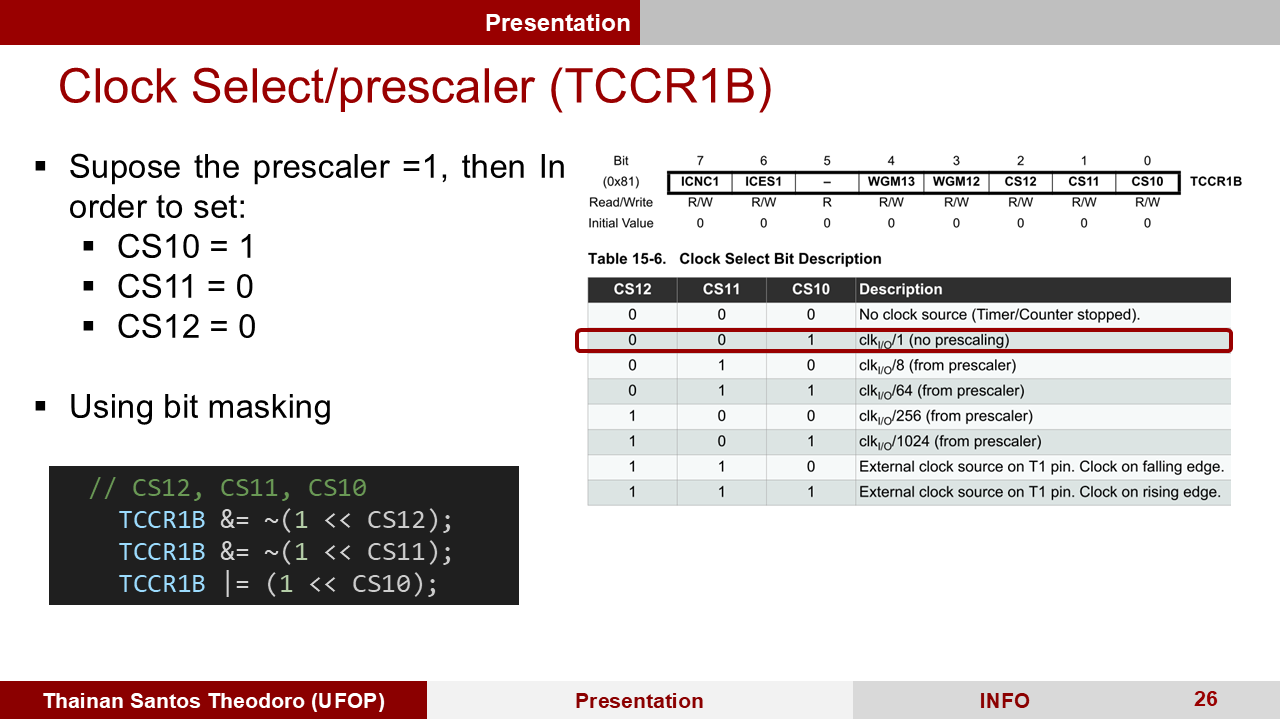 Presentation
Clock Select/prescaler (TCCR1B)
▪ Supose the prescaler =1, then In
order to set:
▪ CS10 = 1
▪ CS11 = 0
▪ CS12 = 0
▪ Using bit masking
// CS12, CS11, CS10
TCCR1B &= ~(1 << CS12);
TCCR1B &= ~(1 << CS11);
TCCR1B |= (1 << CS10);
Bit 7 6 5 4 3 2 1 0
(0x81) ICNC1 ICES1 – WGM13 WGM12 CS12 CS11 CS10 TCCR1B
Read/Write R/W R/W R R/W R/W R/W R/W R/W
Initial Value 0 0 0 0 0 0 0 0
Table 15-6. Clock Select Bit Description
CS12 CS11 CS10 Description
0 0 0 No clock source (Timer/Counter stopped).
0 0 1 clkI/O/1 (no prescaling)
0 1 0 clkI/O/8 (from prescaler)
0 1 1 clkI/O/64 (from prescaler)
1 0 0 clkI/O/256 (from prescaler)
1 0 1 clkI/O/1024 (from prescaler)
1 1 0 External clock source on T1 pin. Clock on falling edge.
1 1 1 External clock source on T1 pin. Clock on rising edge.
Thainan Santos Theodoro (UFOP) Presentation INFO 26